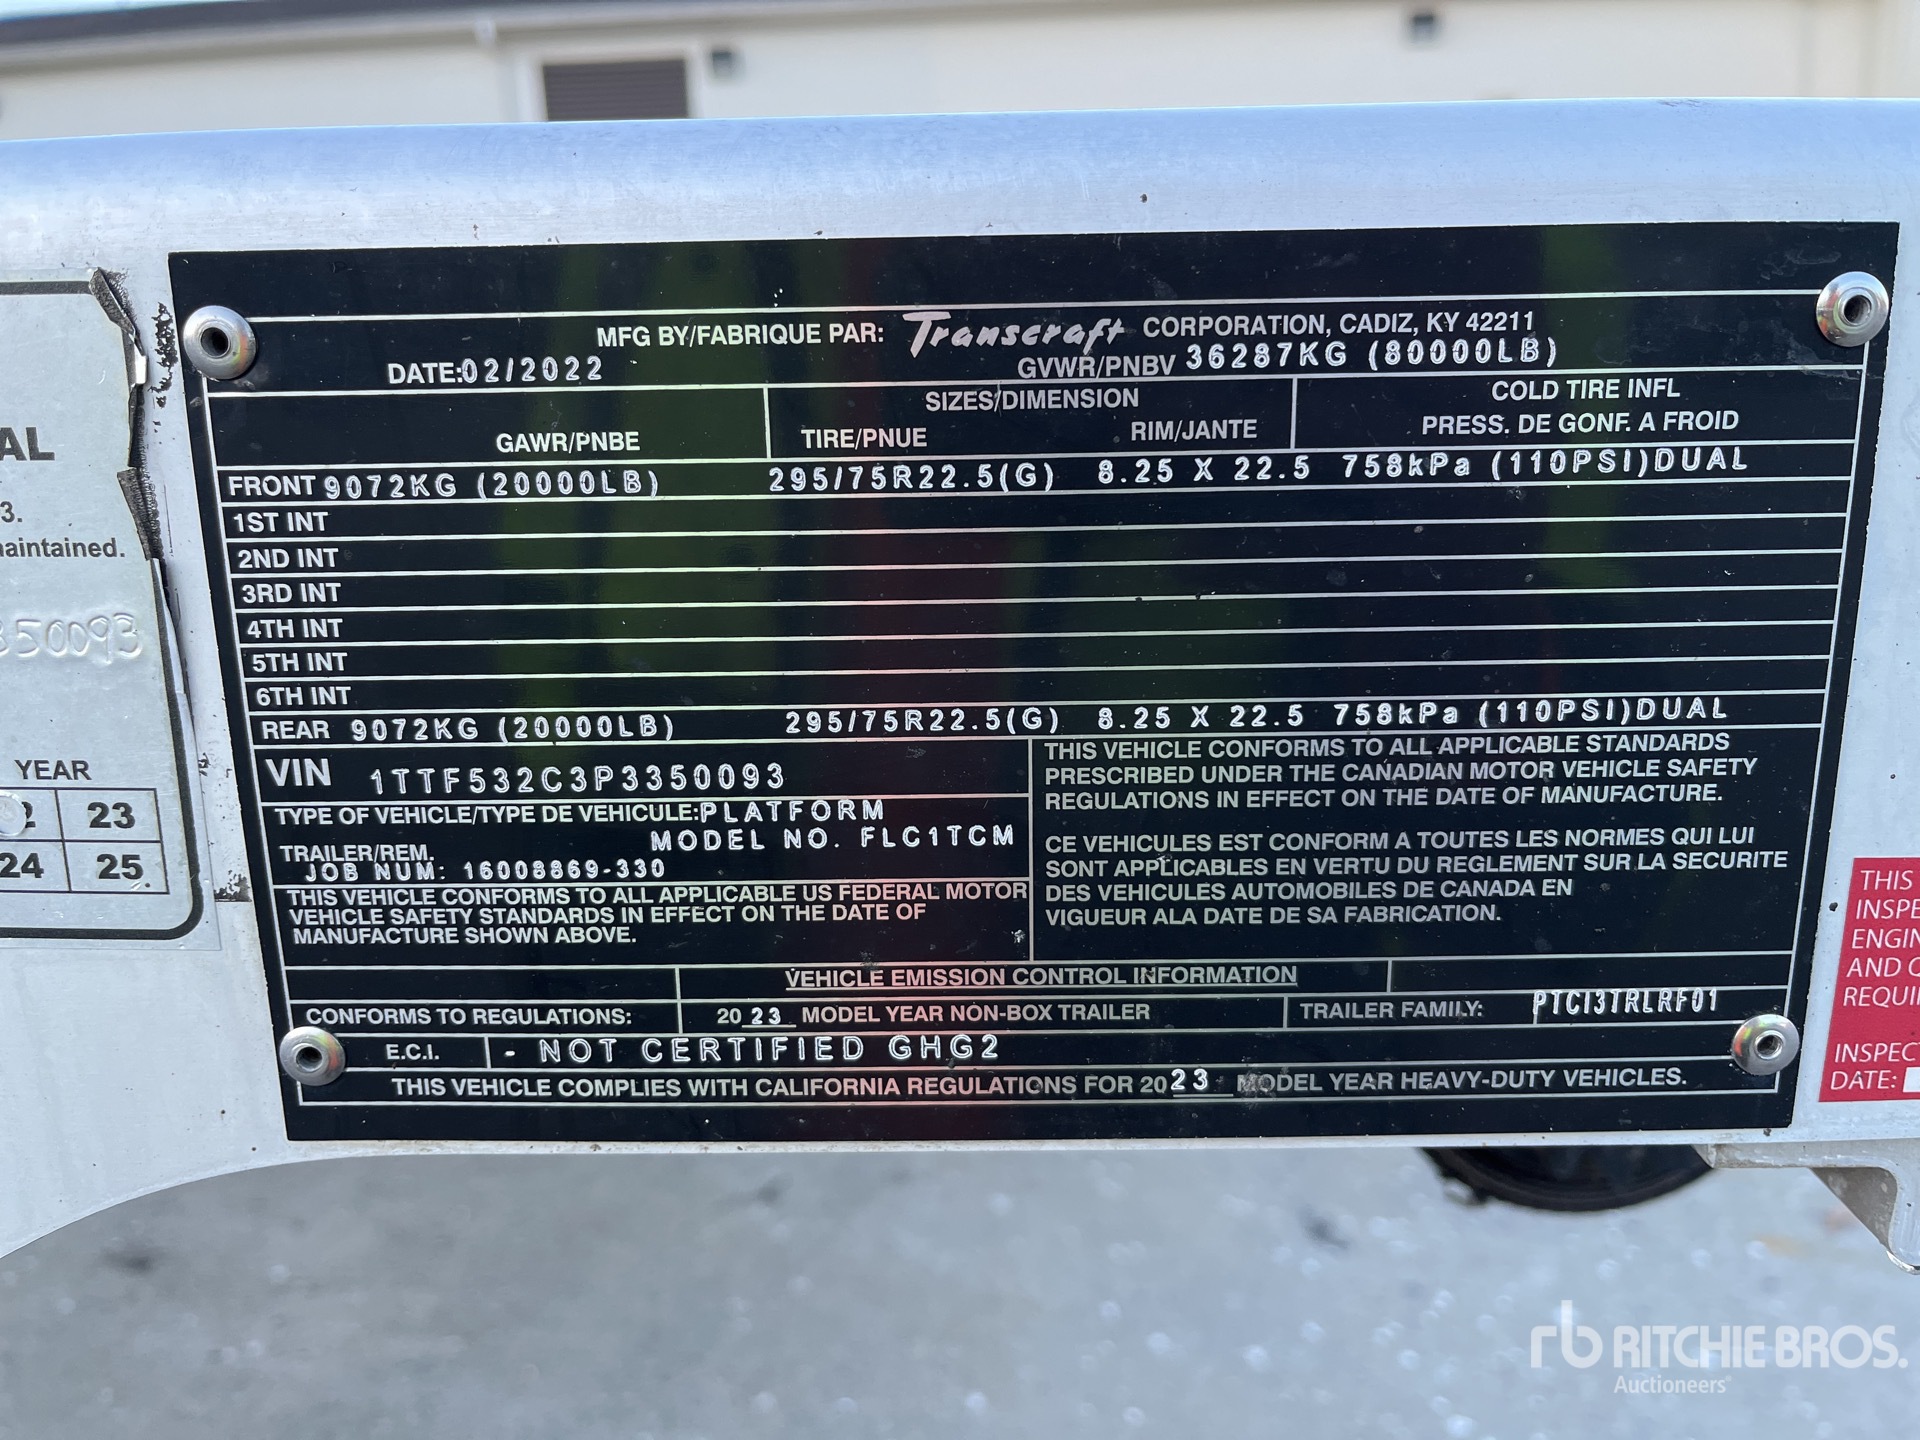 MFG BY/FABRIQUE PAR: Transcraft CORPORATION, CADIZ, KY 42211
DATE:02/2022 GVWR/PNBV 36287KG (80000LB)
GAWR/PNBE
SIZES/DIMENSION
TIRE/PNUE RIM/JANTE
COLD TIRE INFL
PRESS. DE GONF. A FROID
FRONT 9072KG (20000LB) 295/75R22.5(G) 8.25 X 22.5 758kPa (110PSI)DUAL
1ST INT
2ND INT
3RD INT
4TH INT
5TH INT
6TH INT
REAR 9072KG (20000LB) 295/75R22.5(G) 8.25 X 22.5 758kPa (110PSI)DUAL
VIN 1TTF532C3P3350093
TYPE OF VEHICLE/TYPE DE VEHICULE:PLATFORM
TRAILER/REM. MODEL NO. FLC1TCM
JOB NUM: 16008869-330
THIS VEHICLE CONFORMS TO ALL APPLICABLE US FEDERAL MOTOR
VEHICLE SAFETY STANDARDS IN EFFECT ON THE DATE OF
MANUFACTURE SHOWN ABOVE.
THIS VEHICLE CONFORMS TO ALL APPLICABLE STANDARDS
PRESCRIBED UNDER THE CANADIAN MOTOR VEHICLE SAFETY
REGULATIONS IN EFFECT ON THE DATE OF MANUFACTURE.
CE VEHICULES EST CONFORM A TOUTES LES NORMES QUI LUI
SONT APPLICABLES EN VERTU DU REGLEMENT SUR LA SECURITE
DES VEHICULES AUTOMOBILES DE CANADA EN
VIGUEUR ALA DATE DE SA FABRICATION.
VEHICLE EMISSION CONTROL INFORMATION
CONFORMS TO REGULATIONS: 2023 MODEL YEAR NON-BOX TRAILER TRAILER FAMILY: PTCI3TRLRF01
E.C.I. - NOT CERTIFIED GHG2
THIS VEHICLE COMPLIES WITH CALIFORNIA REGULATIONS FOR 2023 MODEL YEAR HEAVY-DUTY VEHICLES.
AL
3.
aintained.
350093
YEAR
2 23
24 25
THIS
INSPE
ENGIN
AND
REQUI
INSPECT
DATE:
rb RITCHIE BROS.
Auctioneers